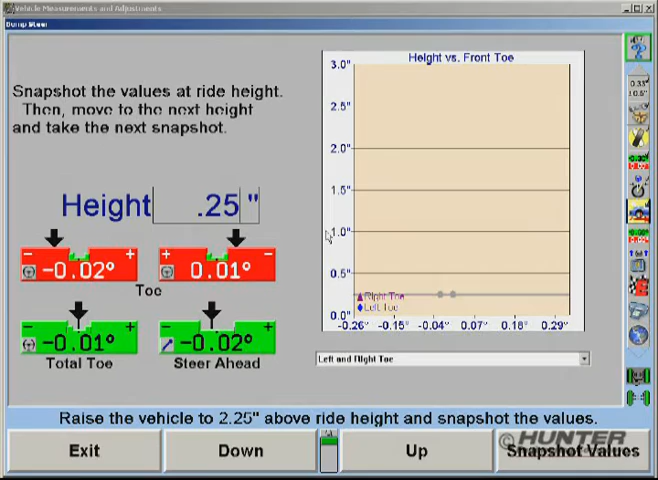 Vehicle Measurements and Adjustments
Bump Steer
Snapshot the values at ride height.
Then, move to the next height
and take the next snapshot.
Height .25 "
- +
-0.02°
+ -
0.01°
Toe
- +
-0.01°
- +
-0.02°
Total Toe
Steer Ahead
Height vs. Front Toe
3.0"
2.5"
2.0"
1.5"
1.0"
0.5"
0.0"
Right Toe
Left Toe
-0.26° -0.15° -0.04° 0.07° 0.18° 0.29°
Left and Right Toe
Raise the vehicle to 2.25" above ride height and snapshot the values.
Exit
Down
Up
Snapshot Values
© HUNTER